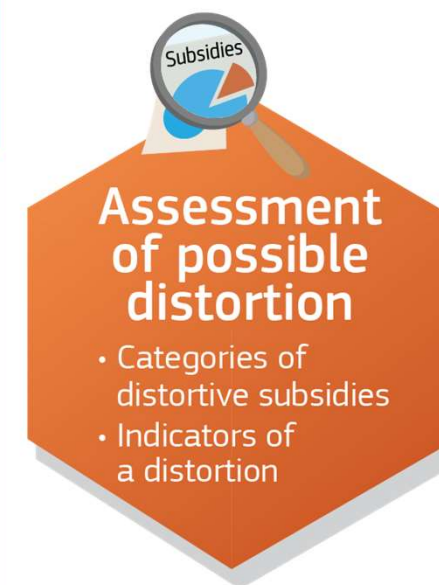 Subsidies
Assessment
of possible
distortion
• Categories of
distortive subsidies
• Indicators of
a distortion